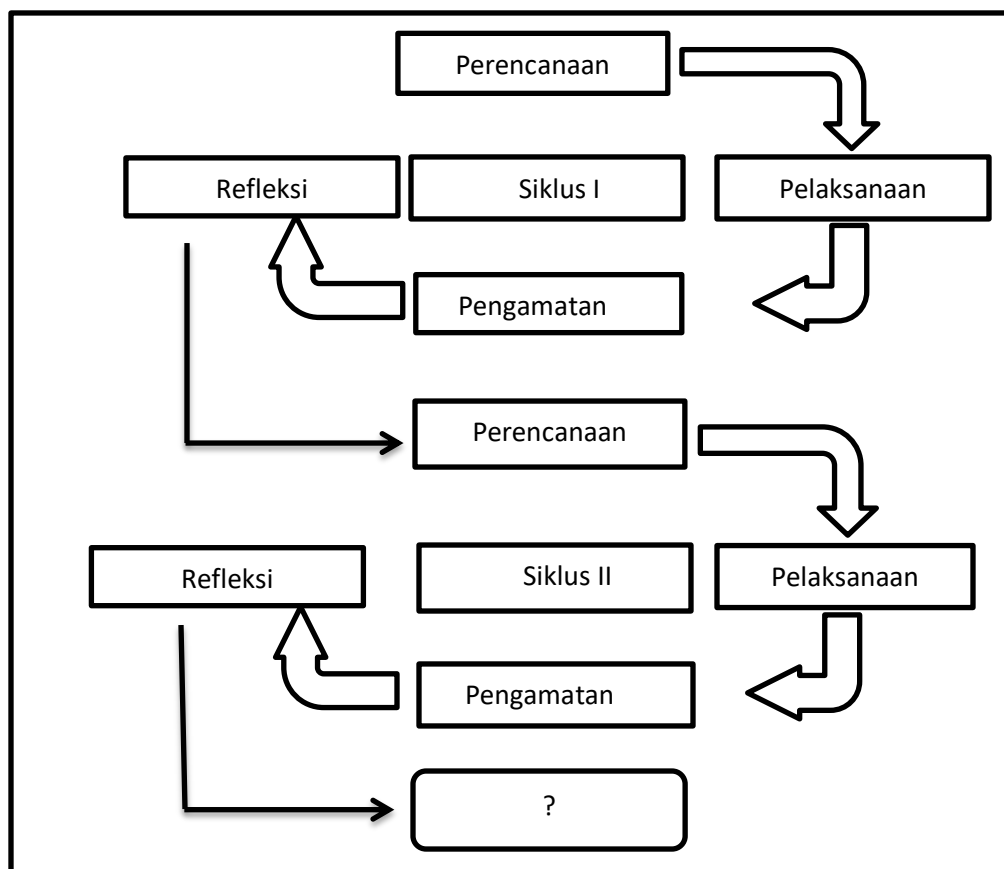 Perencanaan
Refleksi
Siklus I
Pelaksanaan
Pengamatan
Perencanaan
Refleksi
Siklus II
Pelaksanaan
Pengamatan
?